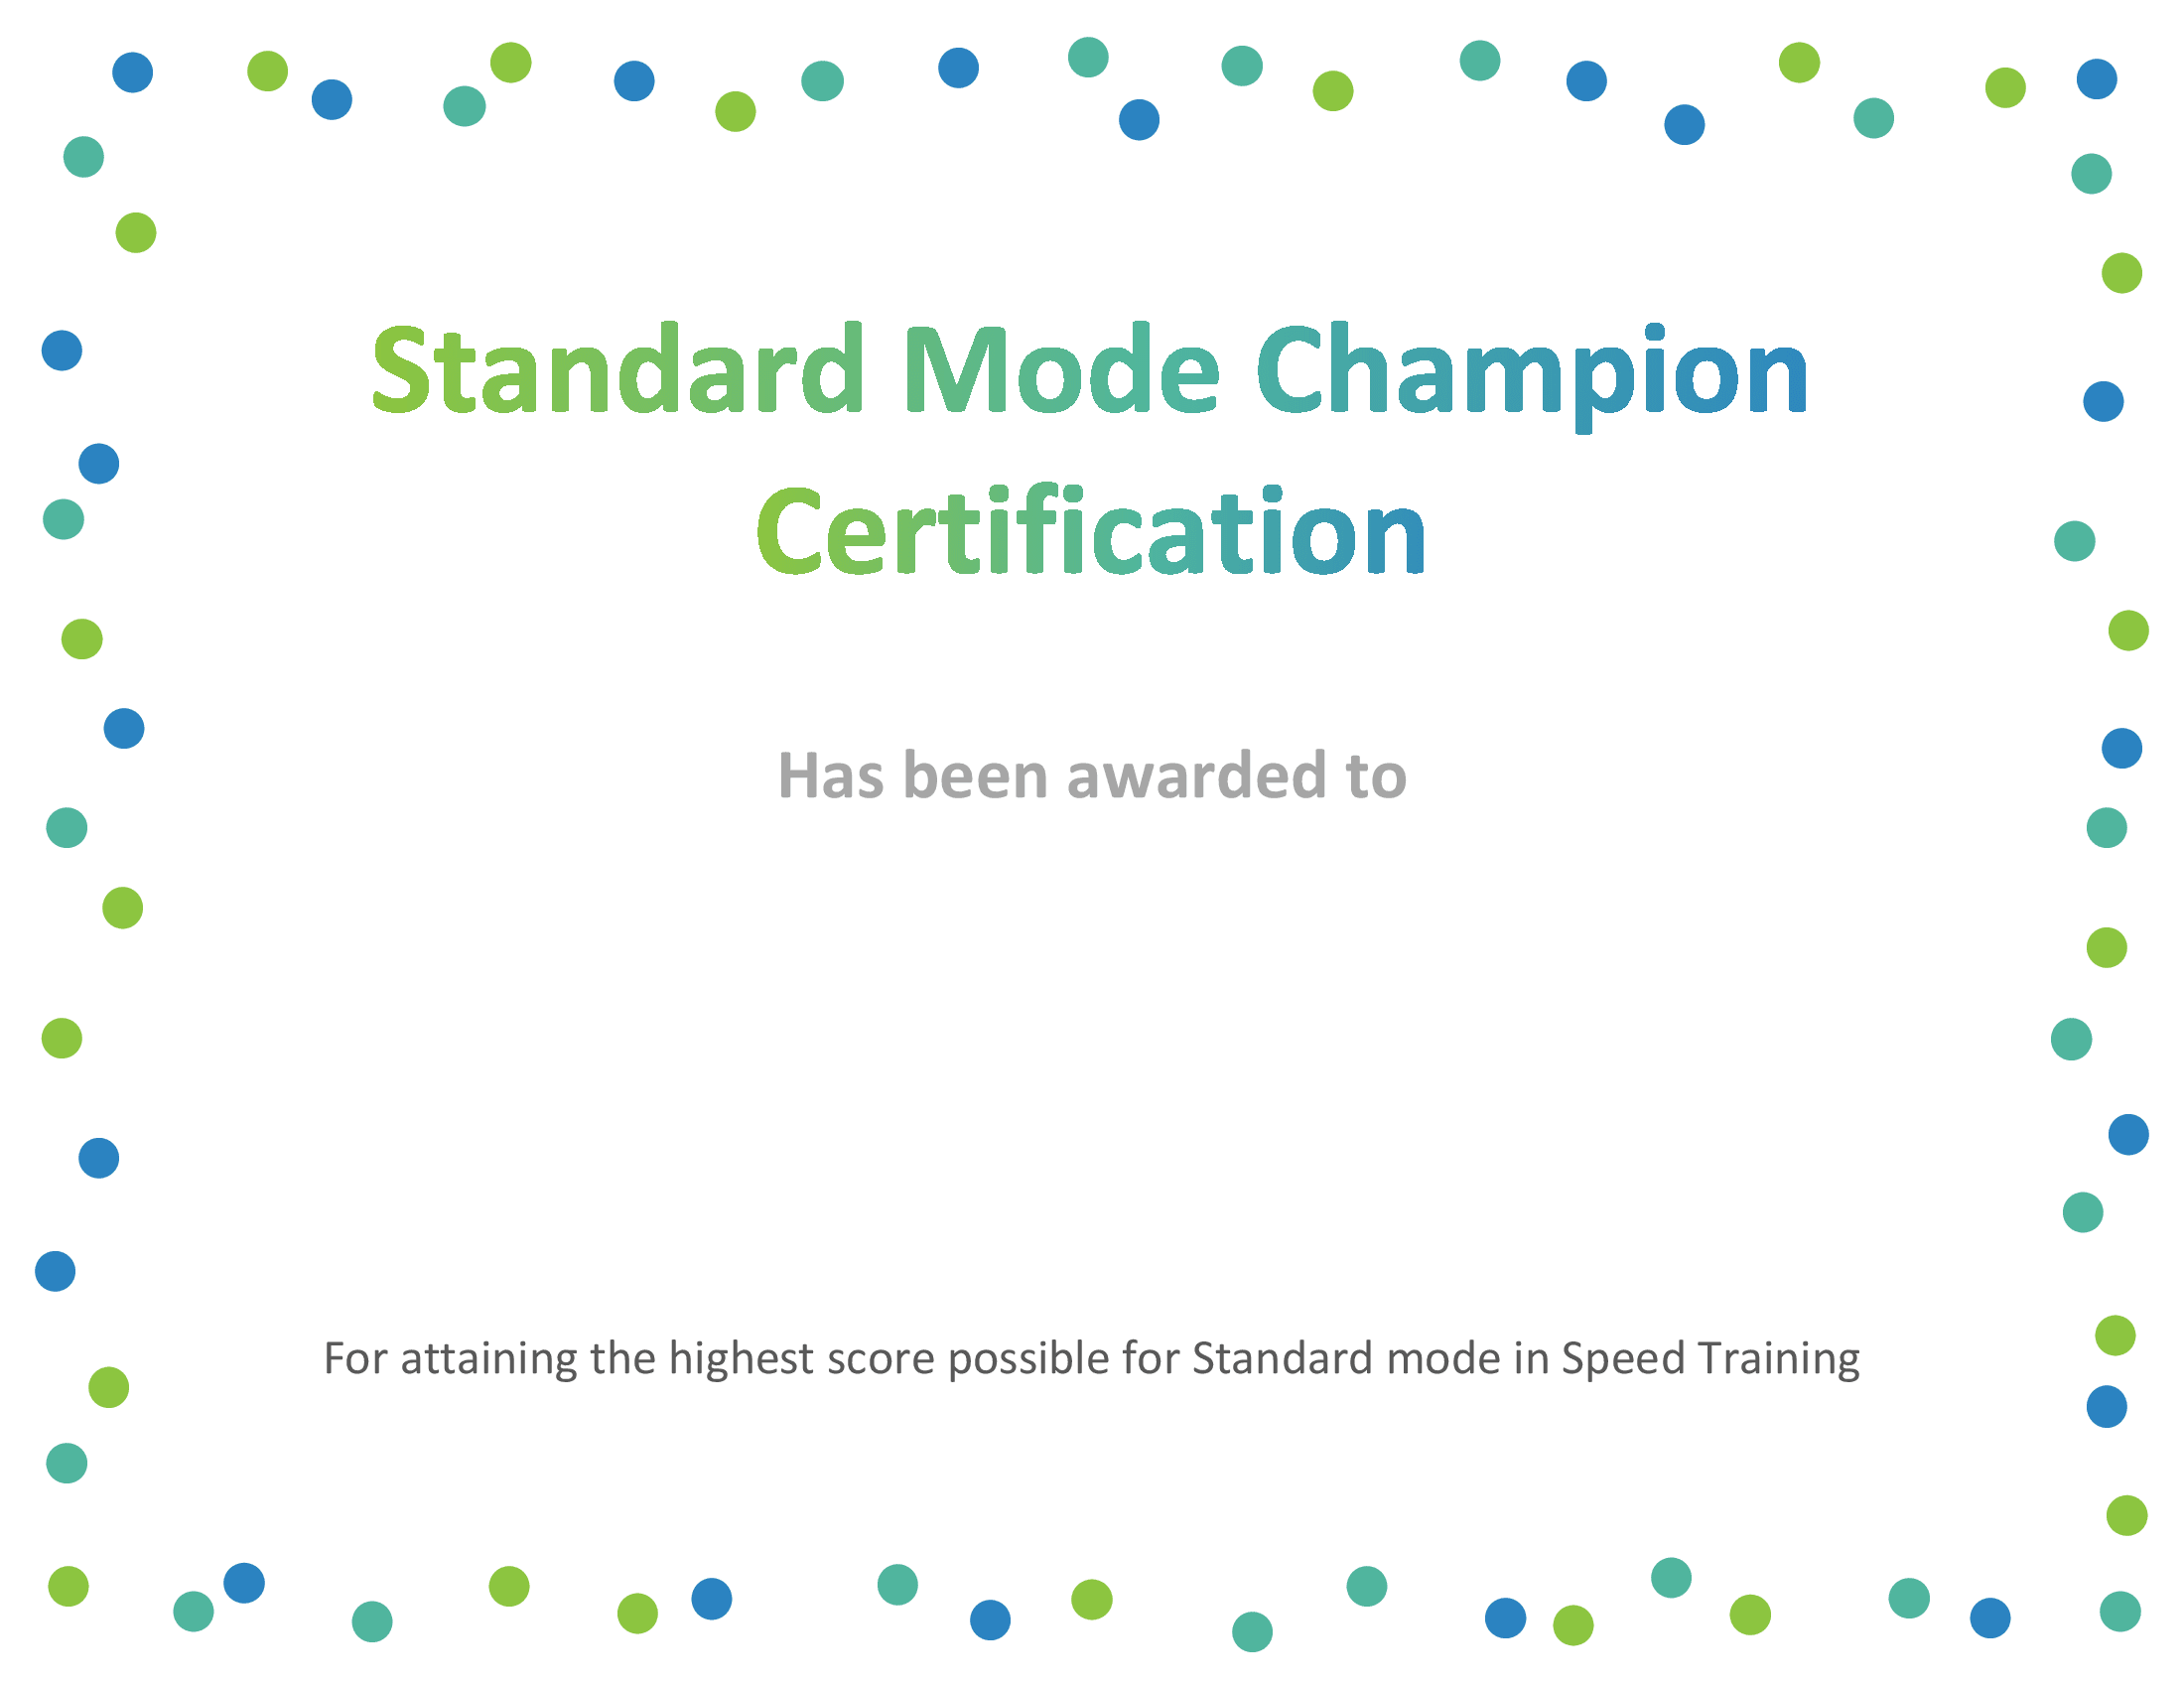 Standard Mode Champion
Certification
Has been awarded to
For attaining the highest score possible for Standard mode in Speed Training